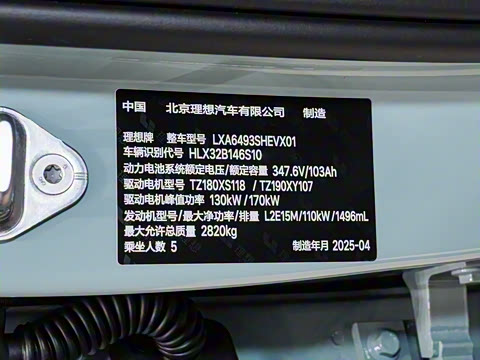 中国 北京理想汽车有限公司 制造
理想牌 整车型号 LXA6493SHEVX01
车辆识别代号 HLX32B146S10
动力电池系统额定电压/额定容量 347.6V/103Ah
驱动电机型号 TZ180XS118 / TZ190XY107
驱动电机峰值功率 130kW /170kW
发动机型号/最大净功率/排量 L2E15M/110kW/1496mL
最大允许总质量 2820kg
乘坐人数 5 制造年月 2025-04